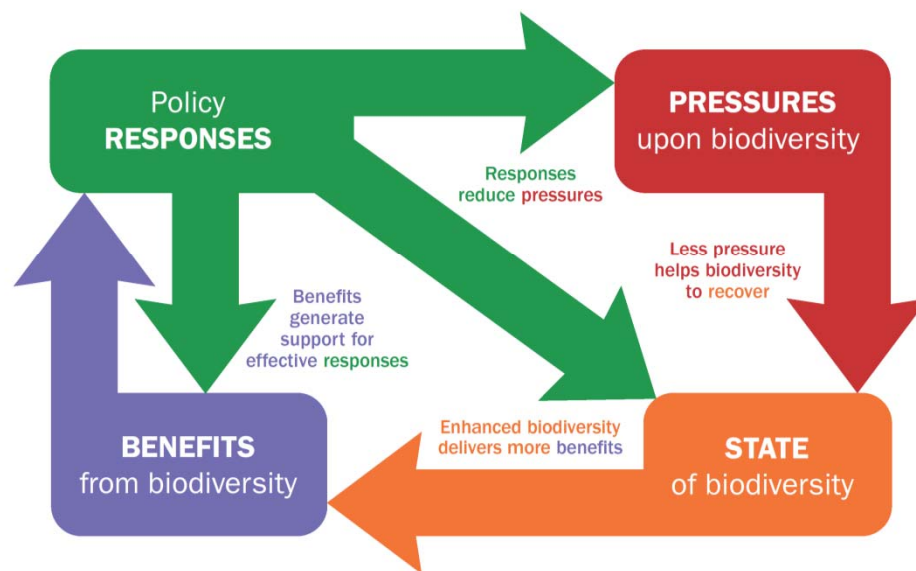 Policy
RESPONSES
PRESSURES
upon biodiversity
Responses
reduce pressures
Less pressure
helps biodiversity
to recover
Benefits
generate
support for
effective responses
Enhanced biodiversity
delivers more benefits
BENEFITS
from biodiversity
STATE
of biodiversity